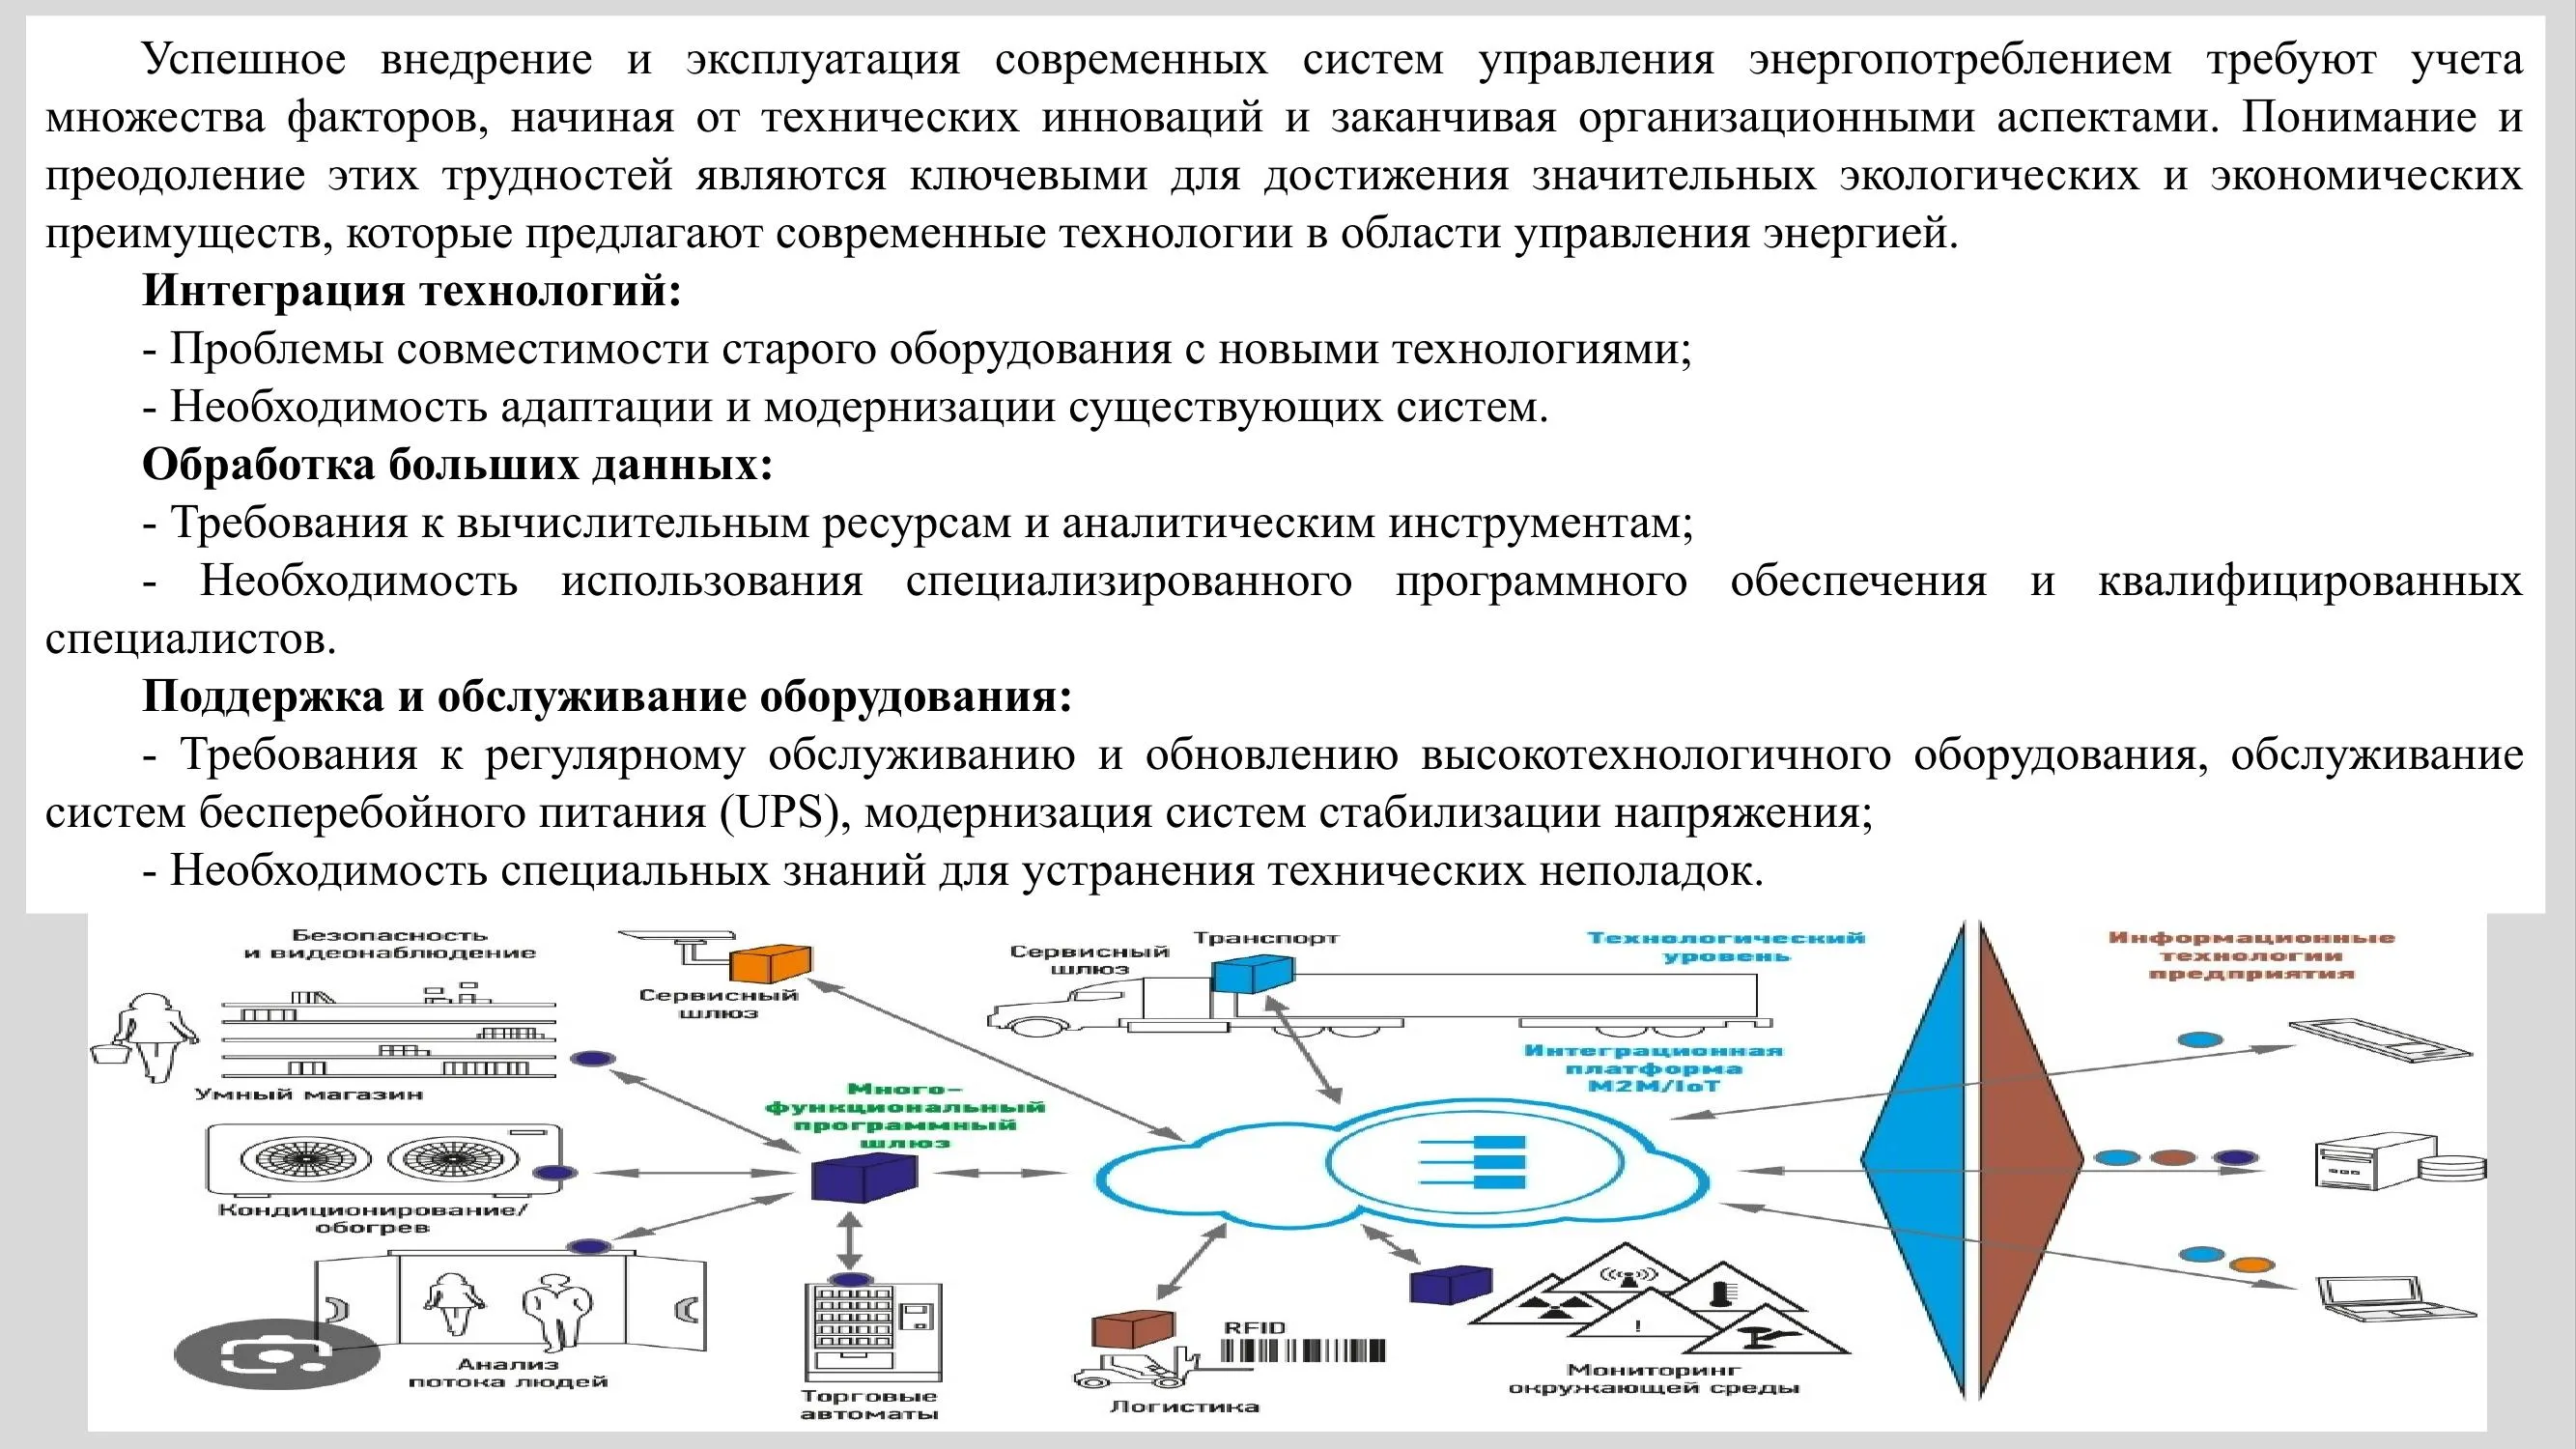 Успешное внедрение и эксплуатация современных систем управления энергопотреблением требуют учета
множества факторов, начиная от технических инноваций и заканчивая организационными аспектами. Понимание и
преодоление этих трудностей являются ключевыми для достижения значительных экологических и экономических
преимуществ, которые предлагают современные технологии в области управления энергией.
Интеграция технологий:
- Проблемы совместимости старого оборудования с новыми технологиями;
- Необходимость адаптации и модернизации существующих систем.
Обработка больших данных:
- Требования к вычислительным ресурсам и аналитическим инструментам;
- Необходимость использования специализированного программного обеспечения и квалифицированных
специалистов.
Поддержка и обслуживание оборудования:
- Требования к регулярному обслуживанию и обновлению высокотехнологичного оборудования, обслуживание
систем бесперебойного питания (UPS), модернизация систем стабилизации напряжения;
- Необходимость специальных знаний для устранения технических неполадок.
Безопасность
и видеонаблюдение
Сервисный
шлюз
Сервисный
шлюз
Транспорт
Технологический
уровень
Информационные
технологии
предприятия
Умный магазин
Много-
функциональный
программный
шлюз
Интеграционная
платформа
M2M/IoT
Кондиционирование/
обогрев
Анализ
потока людей
Торговые
автоматы
RFID
Логистика
!
Мониторинг
окружающей среды